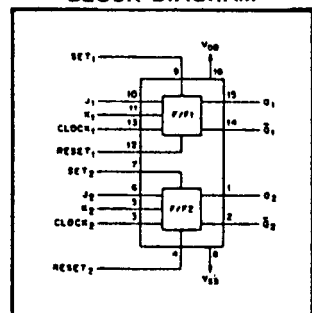 BLOCK DIAGRAM
SET1
VDD
9
16
J1 10 15 Q1
K1 11 F/F1
CLOCK1 13 14 Q̅1
RESET1 12
SET2 7
J2 6 1 Q2
K2 5 F/F2
CLOCK2 3 2 Q̅2
4
8
RESET2
VSS